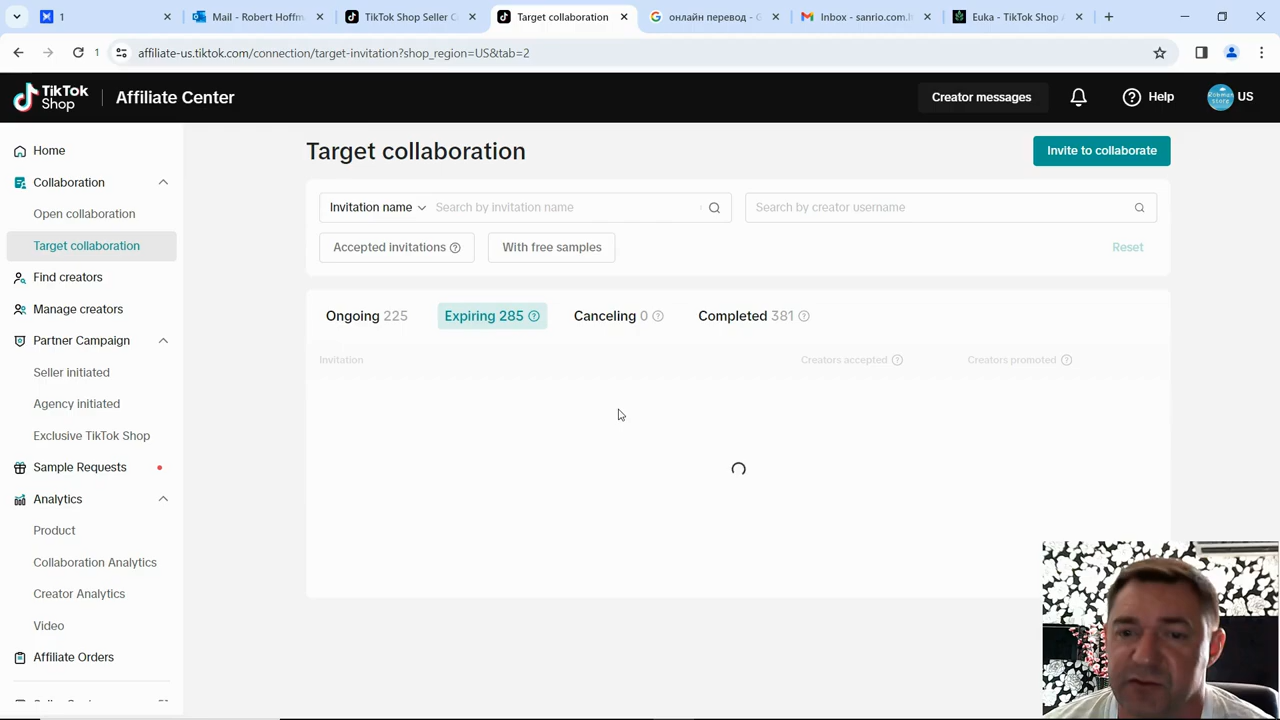 1
Mail - Robert Hoffm
TikTok Shop Seller C
Target collaboration
онлайн перевод - G
Inbox - sanrio.com.l
Euka - TikTok Shop A
1
affiliate-us.tiktok.com/connection/target-invitation?shop_region=US&tab=2
TikTok
Shop
Affiliate Center
Creator messages
Help
US
Home
Collaboration
Open collaboration
Target collaboration
Find creators
Manage creators
Partner Campaign
Seller initiated
Agency initiated
Exclusive TikTok Shop
Sample Requests
Analytics
Product
Collaboration Analytics
Creator Analytics
Video
Affiliate Orders
Target collaboration
Invite to collaborate
Invitation name
Search by invitation name
Search by creator username
Accepted invitations
With free samples
Reset
Ongoing 225
Expiring 285
Canceling 0
Completed 381
Invitation
Creators accepted
Creators promoted